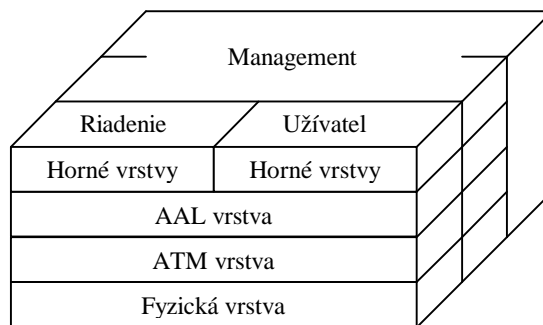 Management
Riadenie Užívatel
Horné vrstvy Horné vrstvy
AAL vrstva
ATM vrstva
Fyzická vrstva